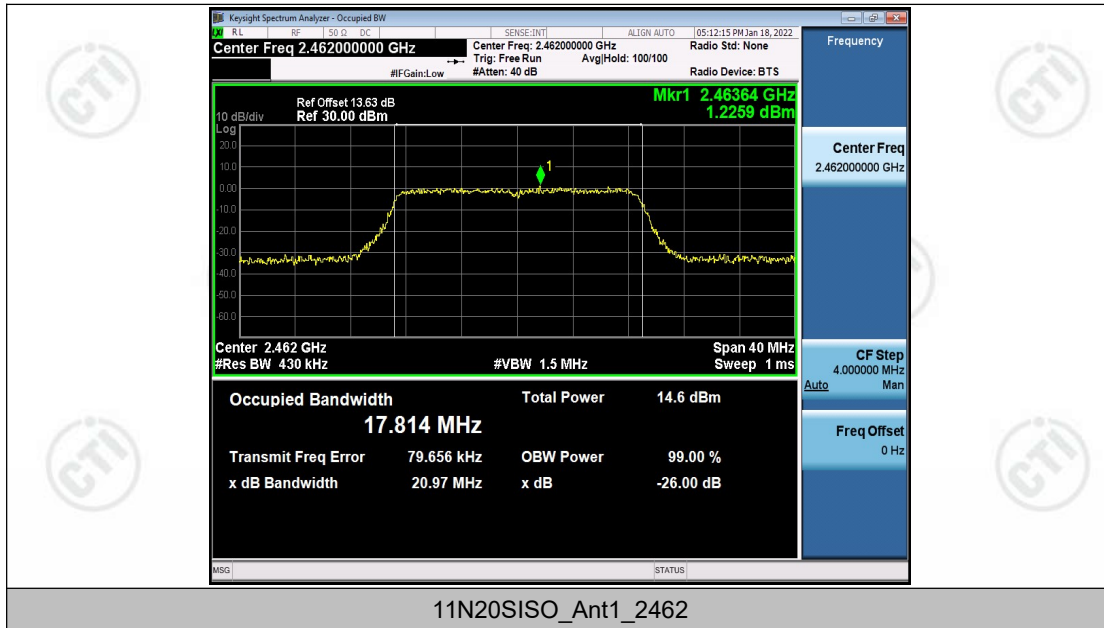 Keysight Spectrum Analyzer - Occupied BW
RL RF 50 Ω DC SENSE:INT ALIGN AUTO 05:12:15 PM Jan 18, 2022
Center Freq 2.462000000 GHz
Center Freq: 2.462000000 GHz Radio Std: None
Trig: Free Run Avg|Hold: 100/100
#IFGain:Low #Atten: 40 dB Radio Device: BTS
Frequency
Ref Offset 13.63 dB Mkr1 2.46364 GHz
10 dB/div Ref 30.00 dBm 1.2259 dBm
Log
20.0
10.0
0.00
-10.0
-20.0
-30.0
-40.0
-50.0
-60.0
1
Center 2.462 GHz Span 40 MHz
#Res BW 430 kHz #VBW 1.5 MHz Sweep 1 ms
Center Freq
2.462000000 GHz
CF Step
4.000000 MHz
Auto Man
Freq Offset
0 Hz
Occupied Bandwidth Total Power 14.6 dBm
17.814 MHz
Transmit Freq Error 79.656 kHz OBW Power 99.00 %
x dB Bandwidth 20.97 MHz x dB -26.00 dB
MSG STATUS
11N20SISO_Ant1_2462
CTI
CTI
CTI
CTI